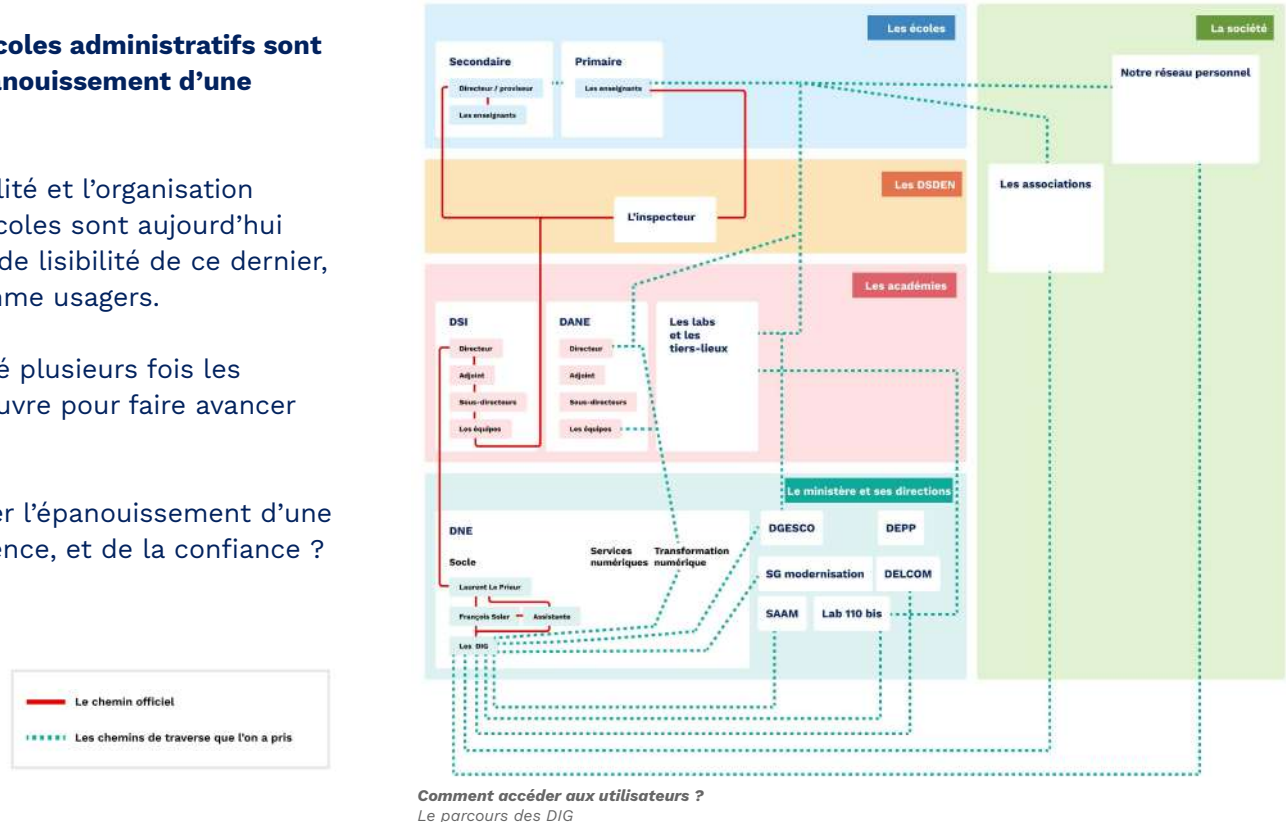 coles administratifs sont
anouissement d'une
lité et l'organisation
coles sont aujourd'hui
de lisibilité de ce dernier,
nme usagers.
é plusieurs fois les
uvre pour faire avancer
er l'épanouissement d'une
ence, et de la confiance ?
Le chemin officiel
Les chemins de traverse que l'on a pris
Les écoles
Secondaire
Directeur / proviseur
Les enseignants
Primaire
Les enseignants
La société
Notre réseau personnel
Les associations
Les DSDEN
L'inspecteur
Les académies
DSI
Directeur
Adjoint
Sous-directeurs
Les équipes
DANE
Directeur
Adjoint
Sous-directeurs
Les équipes
Les labs
et les
tiers-lieux
Le ministère et ses directions
DNE
Socle
Laurent Le Prieur
François Soler
Assistante
Les DIG
Services
numériques
Transformation
numérique
DGESCO
DEPP
SG modernisation
DELCOM
SAAM
Lab 110 bis
Comment accéder aux utilisateurs ?
Le parcours des DIG